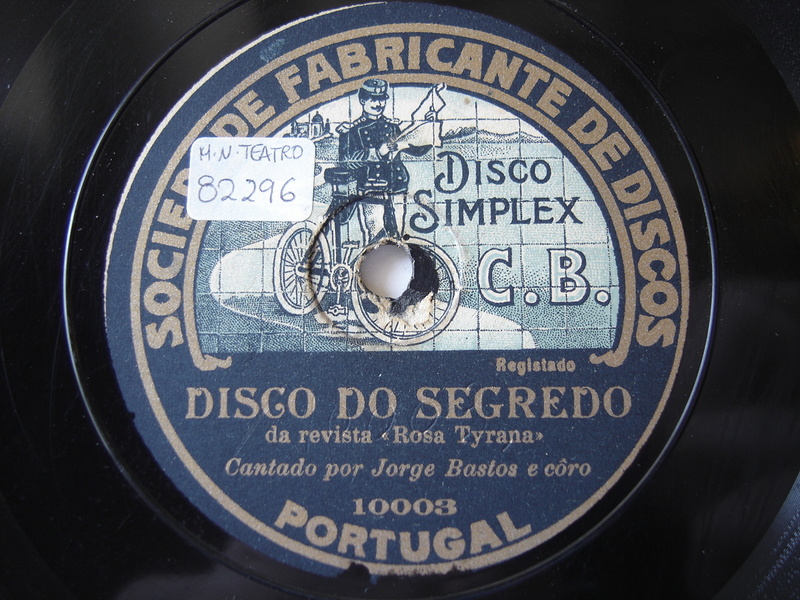 SOCIEDADE FABRICANTE DE DISCOS
M.N. TEATRO
82296
DISCO
SIMPLEX
C.B.
Registado
DISCO DO SEGREDO
da revista «Rosa Tyrana»
Cantado por Jorge Bastos e côro
10003
PORTUGAL